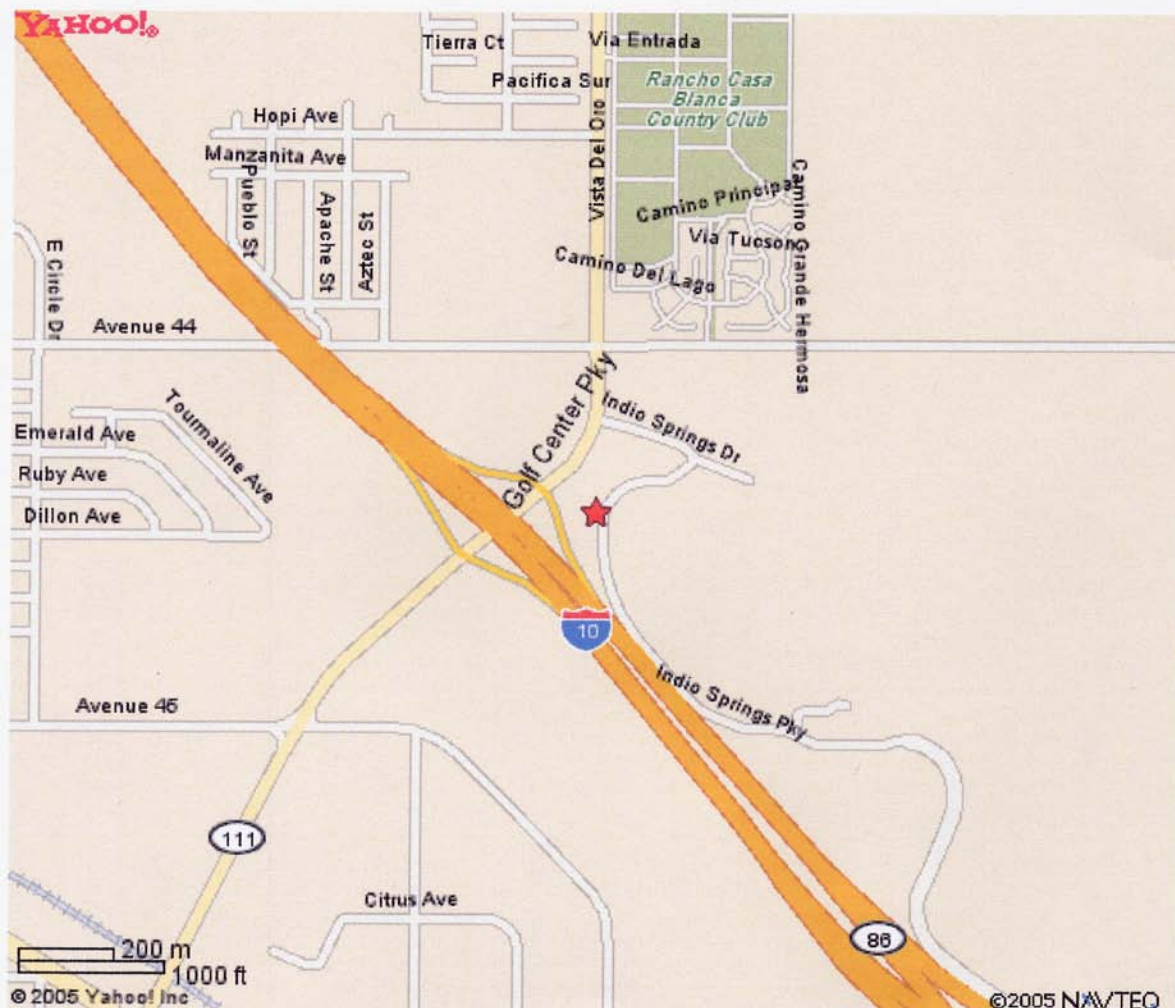 YAHOO!®
Tierra Ct
Via Entrada
Pacifica Sur
Rancho Casa
Blanca
Country Club
Hopi Ave
Manzanita Ave
Vista Del Oro
Pueblo St
Apache St
Aztec St
Camino Principal
Camino Grande Hermosa
Via Tucson
Camino Del Lago
E Circle Dr
Avenue 44
Golf Center Pky
Indio Springs Dr
Tourmaline Ave
Emerald Ave
Ruby Ave
Dillon Ave
10
Indio Springs Pky
Avenue 45
111
Citrus Ave
86
200 m
1000 ft
© 2005 Yahoo! Inc
©2005 NAVTEQ